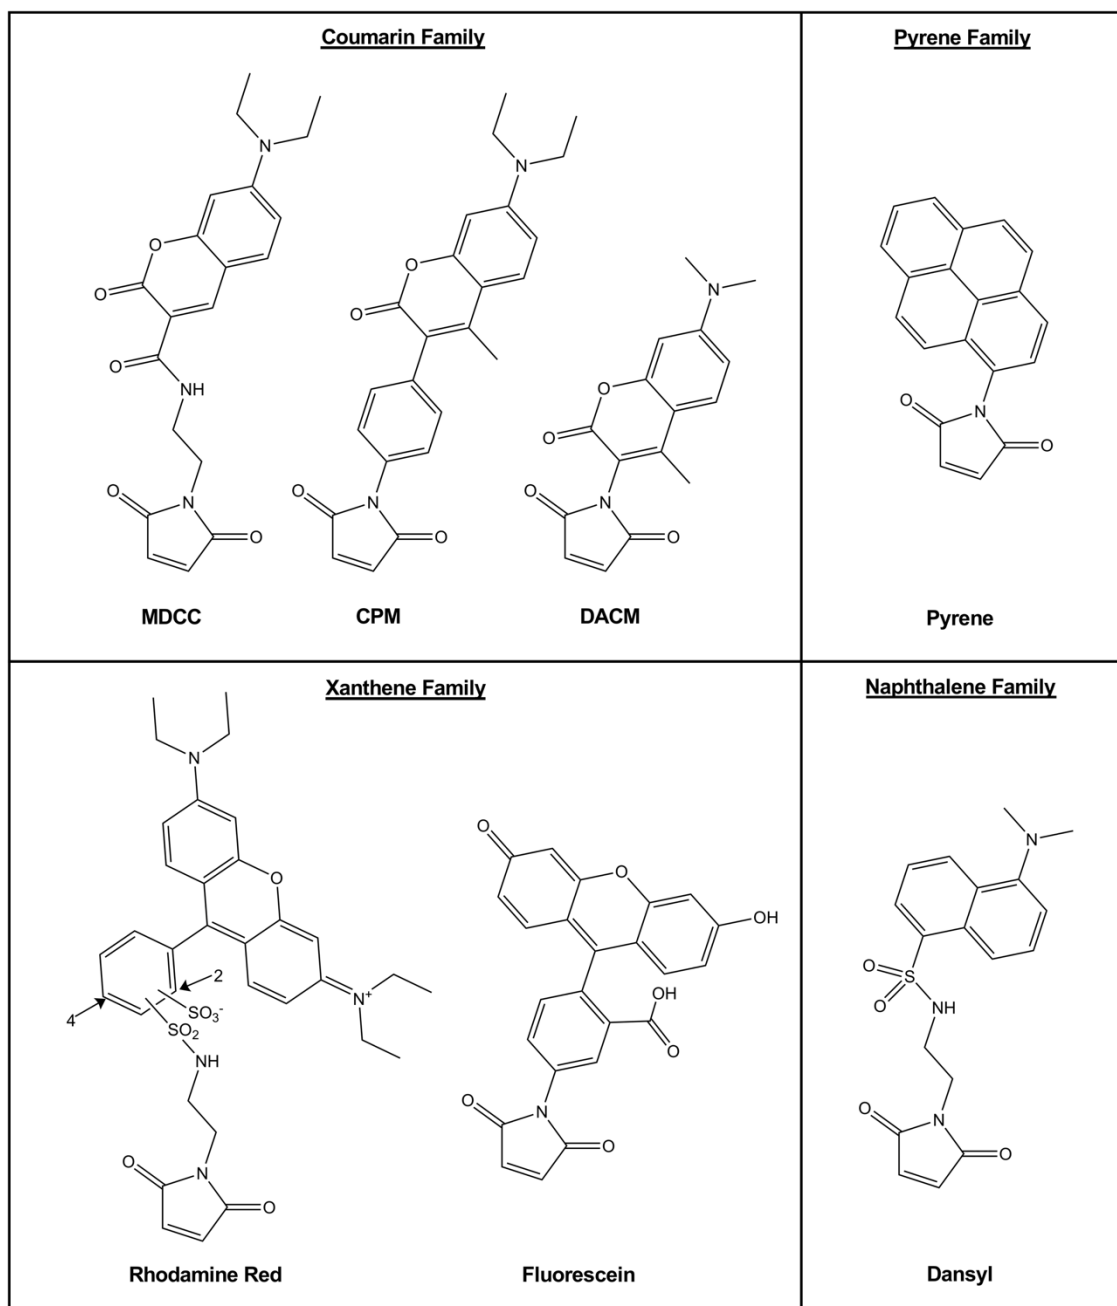 Coumarin Family
N
O
O
O
NH
N
O
O
MDCC
N
O
O
N
O
O
CPM
N
O
O
N
O
O
DACM
Pyrene Family
O
N
O
Pyrene
Xanthene Family
N
O
N+
2
4
SO3-
SO2
NH
O
N
O
Rhodamine Red
O
O
OH
OH
O
O
N
O
Fluorescein
Naphthalene Family
N
O
S
O
NH
O
N
O
Dansyl